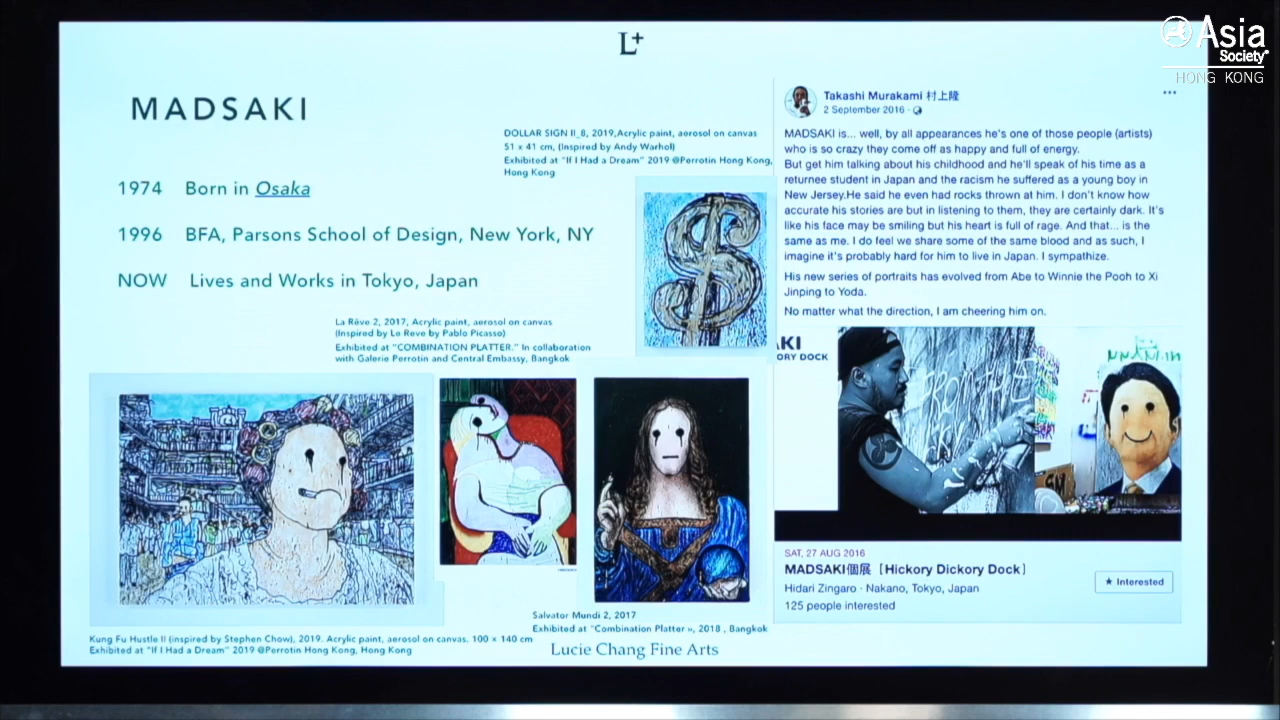 L+
Asia
Society
HONG KONG
MADSAKI
1974 Born in Osaka
1996 BFA, Parsons School of Design, New York, NY
NOW Lives and Works in Tokyo, Japan
DOLLAR SIGN II_8, 2019,Acrylic paint, aerosol on canvas
51 x 41 cm, (Inspired by Andy Warhol)
Exhibited at "If I Had a Dream" 2019 @Perrotin Hong Kong,
Hong Kong
La Rêve 2, 2017, Acrylic paint, aerosol on canvas
(Inspired by Le Reve by Pablo Picasso)
Exhibited at "COMBINATION PLATTER." In collaboration
with Galerie Perrotin and Central Embassy, Bangkok
Kung Fu Hustle II (inspired by Stephen Chow), 2019. Acrylic paint, aerosol on canvas. 100 x 140 cm
Exhibited at "If I Had a Dream" 2019 @Perrotin Hong Kong, Hong Kong
Salvator Mundi 2, 2017
Exhibited at "Combination Platter », 2018 , Bangkok
Lucie Chang Fine Arts
Takashi Murakami 村上隆
2 September 2016 ·
MADSAKI is... well, by all appearances he's one of those people (artists)
who is so crazy they come off as happy and full of energy.
But get him talking about his childhood and he'll speak of his time as a
returnee student in Japan and the racism he suffered as a young boy in
New Jersey.He said he even had rocks thrown at him. I don't know how
accurate his stories are but in listening to them, they are certainly dark. It's
like his face may be smiling but his heart is full of rage. And that... is the
same as me. I do feel we share some of the same blood and as such, I
imagine it's probably hard for him to live in Japan. I sympathize.
His new series of portraits has evolved from Abe to Winnie the Pooh to Xi
Jinping to Yoda.
No matter what the direction, I am cheering him on.
AKI
ORY DOCK
FROM THE
SAT, 27 AUG 2016
MADSAKI個展［Hickory Dickory Dock］
Hidari Zingaro · Nakano, Tokyo, Japan
125 people interested
★ Interested